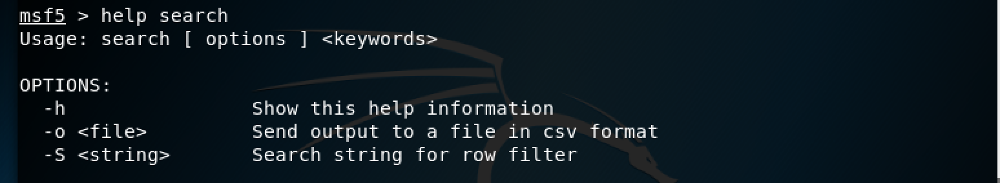 msf5 > help search
Usage: search [ options ] <keywords>
OPTIONS:
-h Show this help information
-o <file> Send output to a file in csv format
-S <string> Search string for row filter